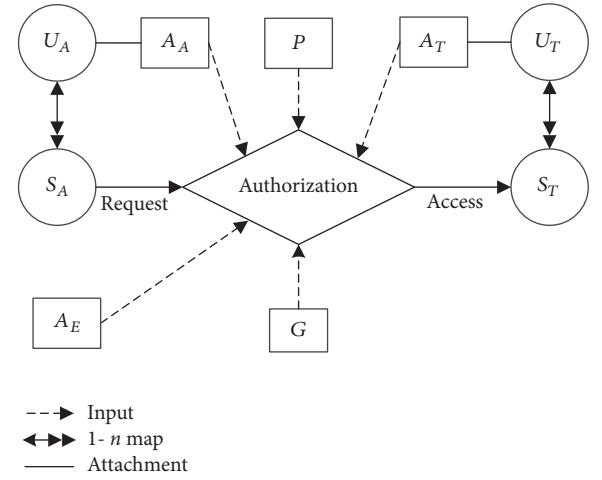 U_A
A_A
P
A_T
U_T
S_A
Request
Authorization
Access
S_T
A_E
G
Input
1- n map
Attachment